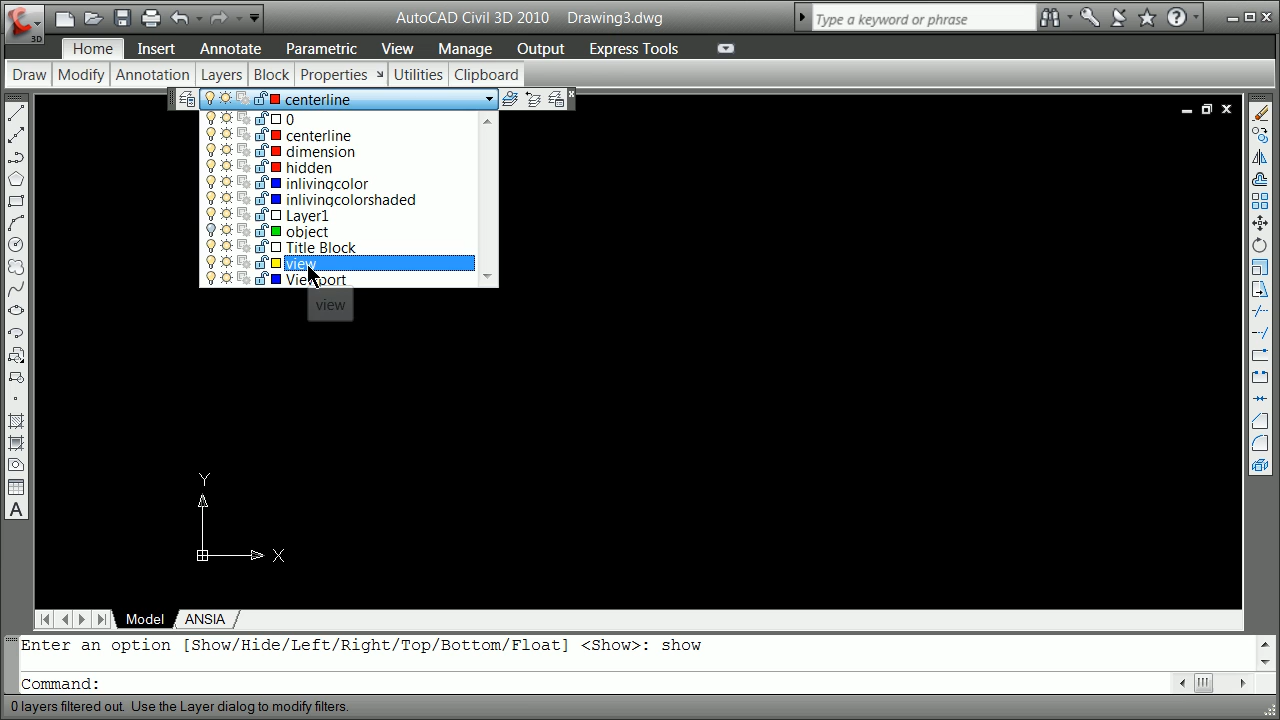 AutoCAD Civil 3D 2010 Drawing3.dwg
Type a keyword or phrase
3D
Home Insert Annotate Parametric View Manage Output Express Tools
Draw Modify Annotation Layers Block Properties Utilities Clipboard
centerline
0
centerline
dimension
hidden
inlivingcolor
inlivingcolorshaded
Layer1
object
Title Block
view
Viewport
view
Y
X
A
Model ANSIA
Enter an option [Show/Hide/Left/Right/Top/Bottom/Float] <Show>: show
Command:
0 layers filtered out. Use the Layer dialog to modify filters.